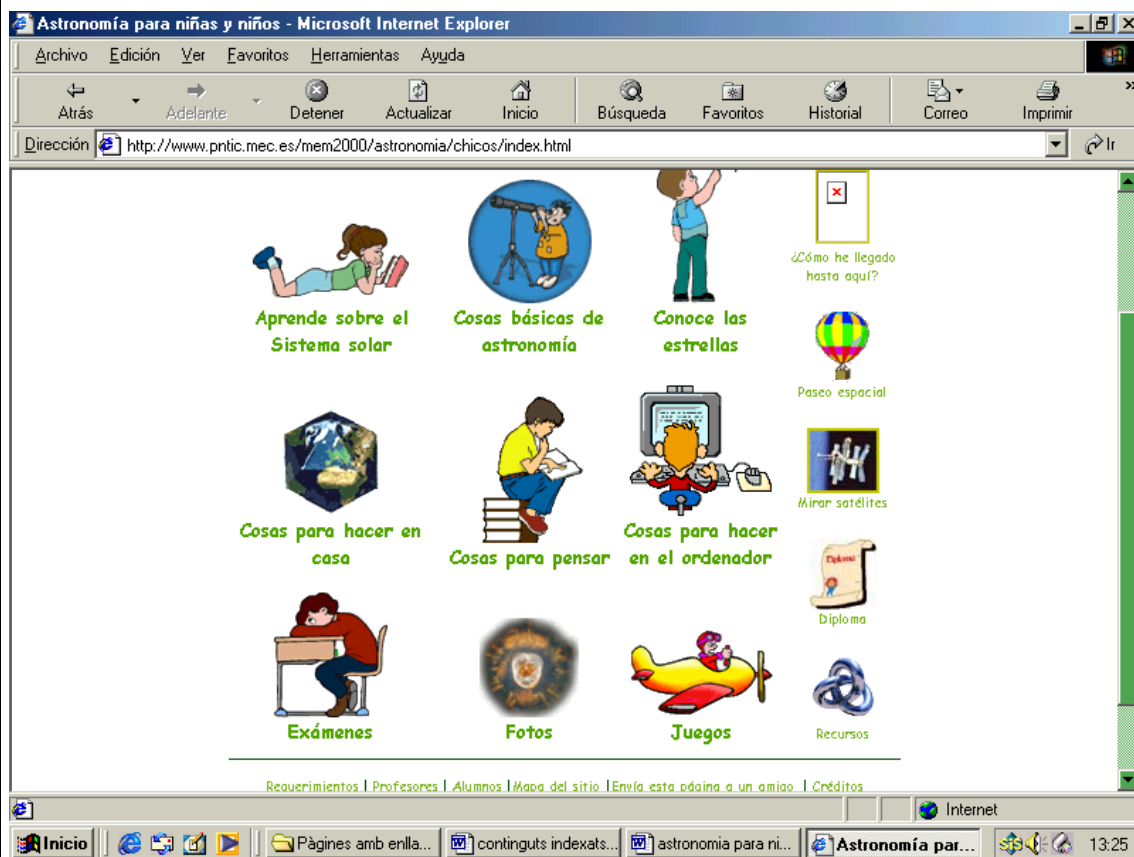 Astronomía para niñas y niños - Microsoft Internet Explorer
Archivo Edición Ver Favoritos Herramientas Ayuda
Atrás Adelante Detener Actualizar Inicio Búsqueda Favoritos Historial Correo Imprimir
Dirección http://www.pntic.mec.es/mem2000/astronomia/chicos/index.html Ir
¿Cómo he llegado
hasta aquí?
Aprende sobre el
Sistema solar
Cosas básicas de
astronomía
Conoce las
estrellas
Paseo espacial
Mirar satélites
Cosas para hacer en
casa
Cosas para pensar
Cosas para hacer
en el ordenador
Diploma
Diploma
Exámenes
Fotos
Juegos
Recursos
Requerimientos | Profesores | Alumnos | Mapa del sitio | Envía esta página a un amigo | Créditos
Internet
Inicio Pàgines amb enlla... continguts indexats... astronomia para ni... Astronomía par... sis 13:25